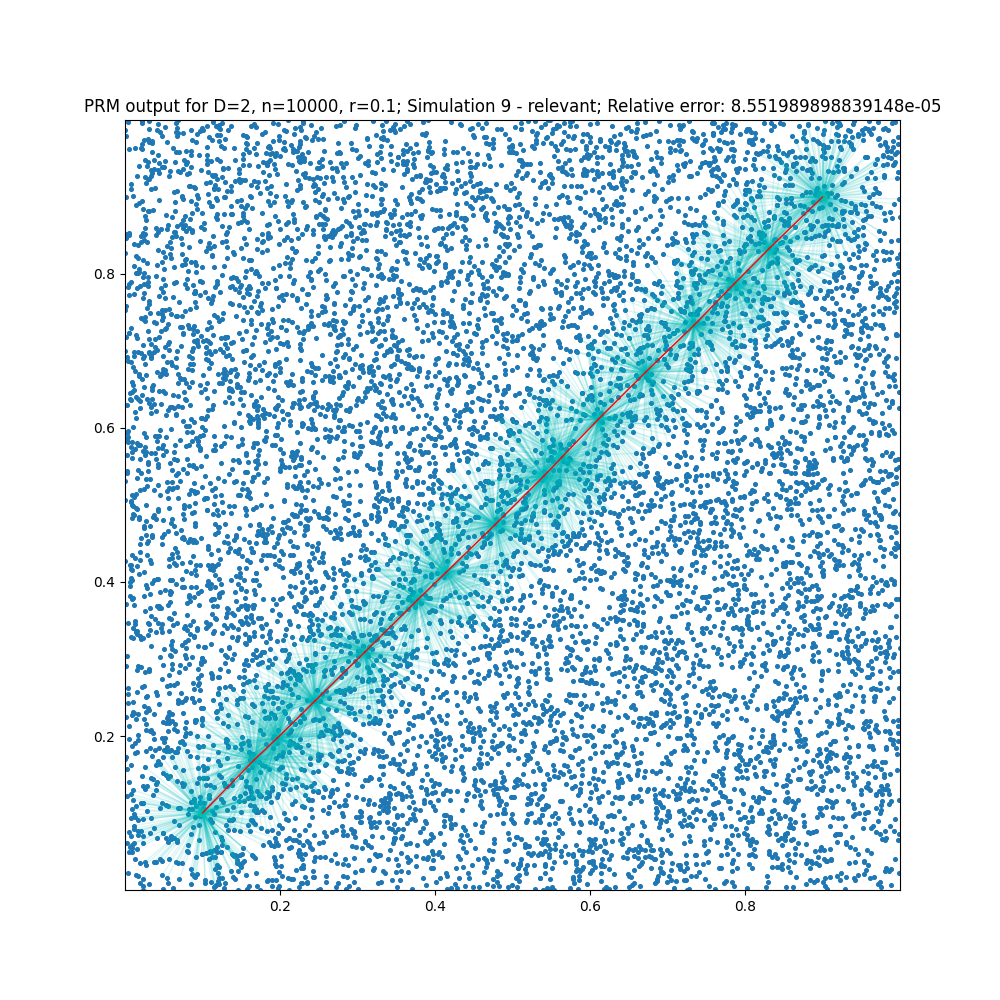 PRM output for D=2, n=10000, r=0.1; Simulation 9 - relevant; Relative error: 8.551989898839148e-05
0.8
0.6
0.4
0.2
0.2 0.4 0.6 0.8